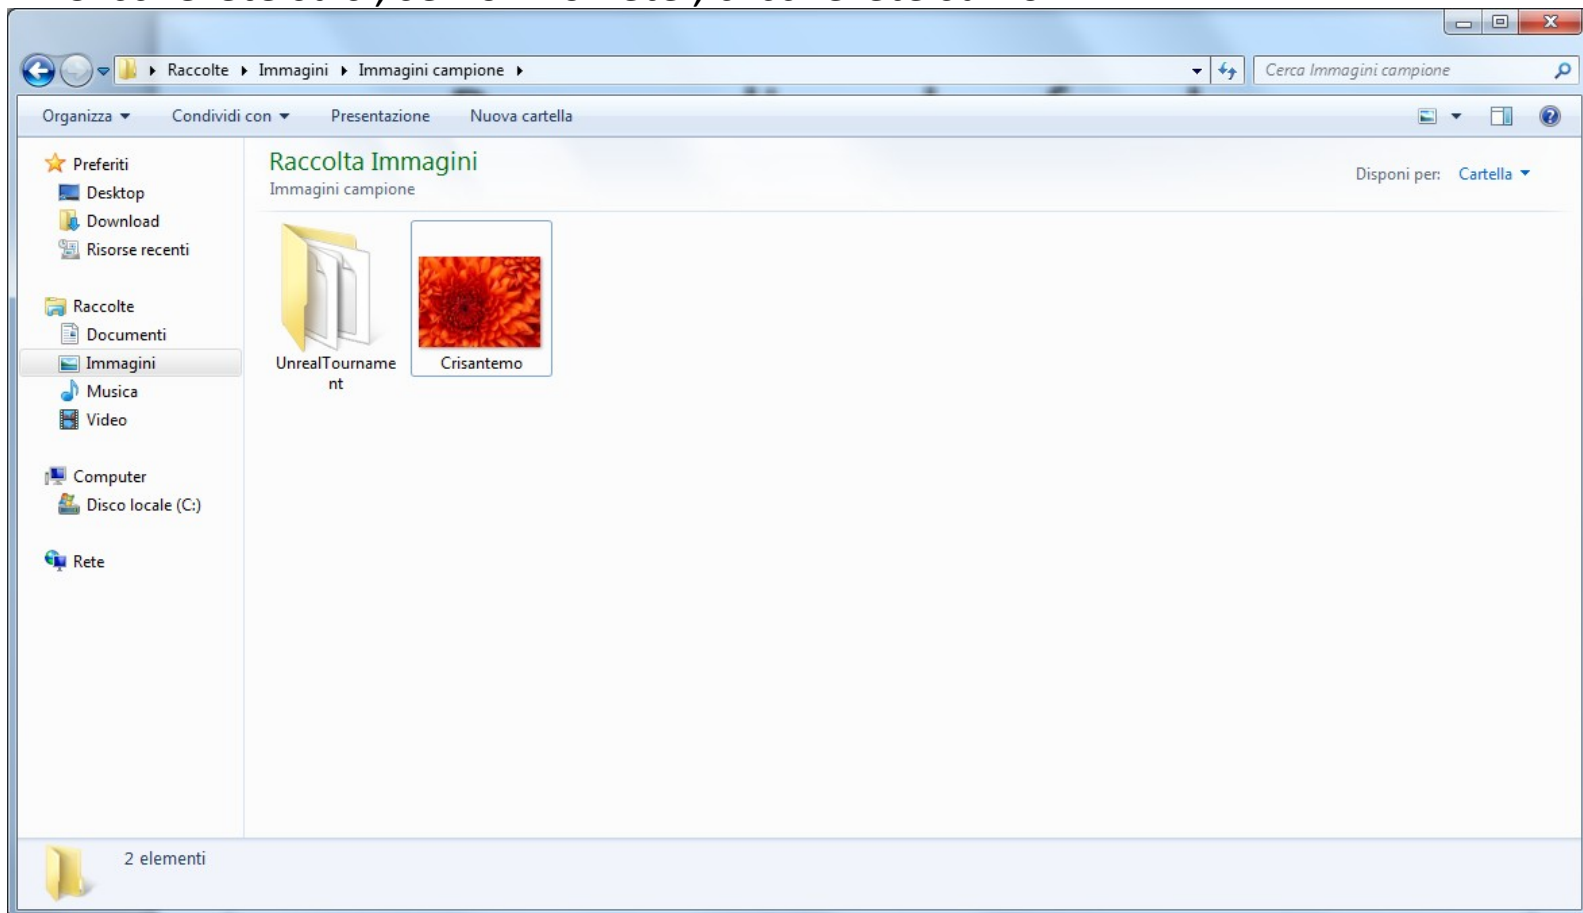 Raccolte Immagini Immagini campione
Cerca Immagini campione
Organizza Condividi con Presentazione Nuova cartella
Preferiti
Desktop
Download
Risorse recenti
Raccolte
Documenti
Immagini
Musica
Video
Computer
Disco locale (C:)
Rete
Raccolta Immagini
Immagini campione
Disponi per: Cartella
UnrealTourname
nt
Crisantemo
2 elementi